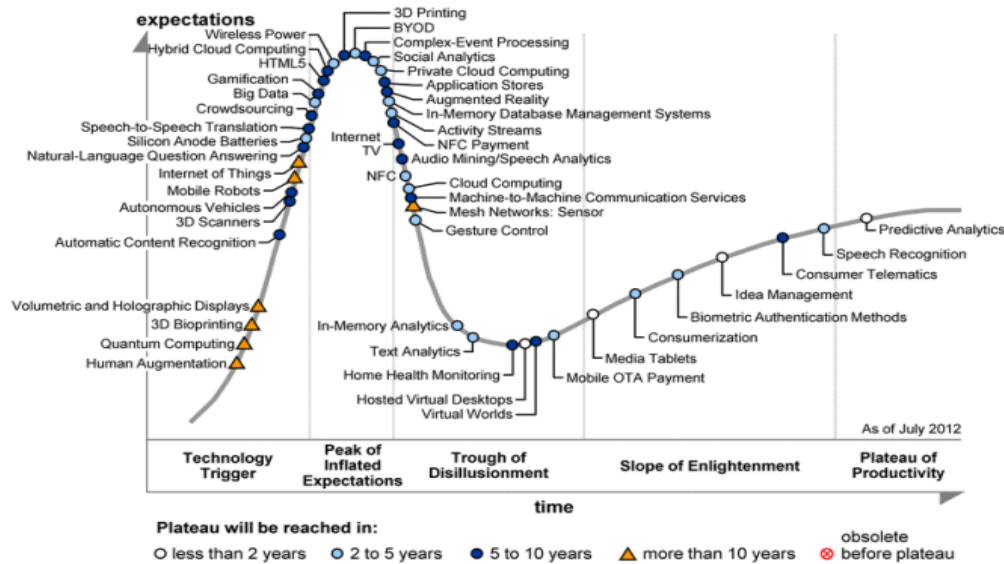 expectations
3D Printing
Wireless Power
BYOD
Hybrid Cloud Computing
Complex-Event Processing
HTML5
Social Analytics
Gamification
Private Cloud Computing
Big Data
Application Stores
Crowdsourcing
Augmented Reality
Speech-to-Speech Translation
In-Memory Database Management Systems
Silicon Anode Batteries
Activity Streams
Natural-Language Question Answering
Internet
TV
NFC Payment
Internet of Things
Audio Mining/Speech Analytics
Mobile Robots
NFC
Cloud Computing
Autonomous Vehicles
Machine-to-Machine Communication Services
3D Scanners
Mesh Networks: Sensor
Automatic Content Recognition
Gesture Control
Predictive Analytics
Speech Recognition
Consumer Telematics
Idea Management
Volumetric and Holographic Displays
Biometric Authentication Methods
3D Bioprinting
In-Memory Analytics
Consumerization
Quantum Computing
Text Analytics
Media Tablets
Human Augmentation
Home Health Monitoring
Mobile OTA Payment
Hosted Virtual Desktops
Virtual Worlds
As of July 2012
Technology
Trigger
Peak of
Inflated
Expectations
Trough of
Disillusionment
Slope of Enlightenment
Plateau of
Productivity
time
Plateau will be reached in:
less than 2 years
2 to 5 years
5 to 10 years
more than 10 years
obsolete
before plateau